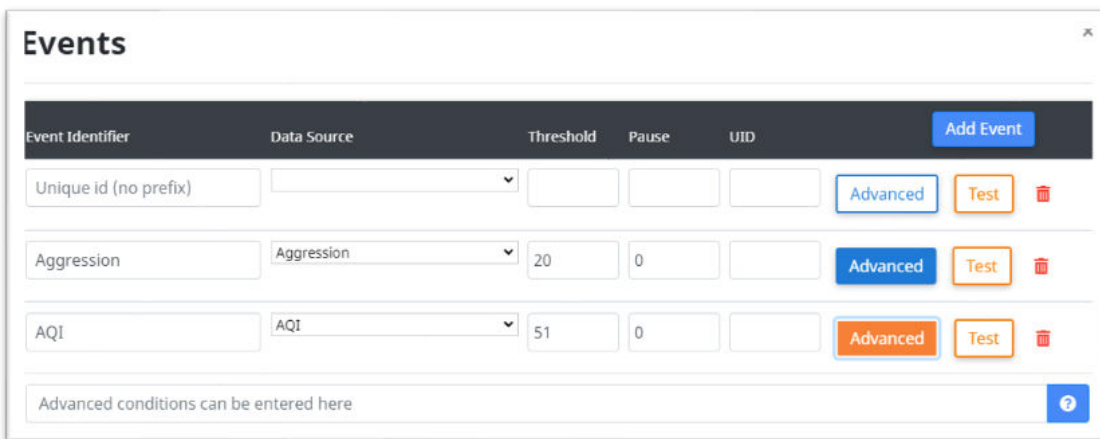 Events
Event Identifier Data Source Threshold Pause UID Add Event
Unique id (no prefix) Advanced Test
Aggression Aggression 20 0 Advanced Test
AQI AQI 51 0 Advanced Test
Advanced conditions can be entered here